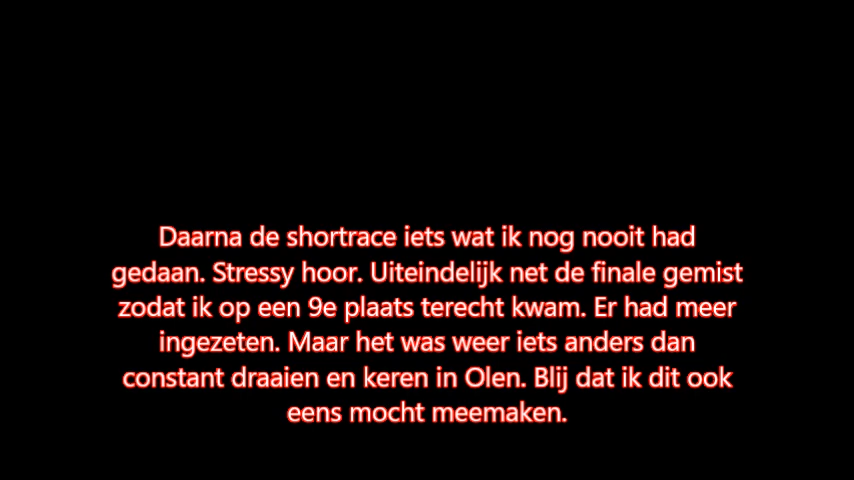 Daarna de shortrace iets wat ik nog nooit had
gedaan. Stressy hoor. Uiteindelijk net de finale gemist
zodat ik op een 9e plaats terecht kwam. Er had meer
ingezeten. Maar het was weer iets anders dan
constant draaien en keren in Olen. Blij dat ik dit ook
eens mocht meemaken.